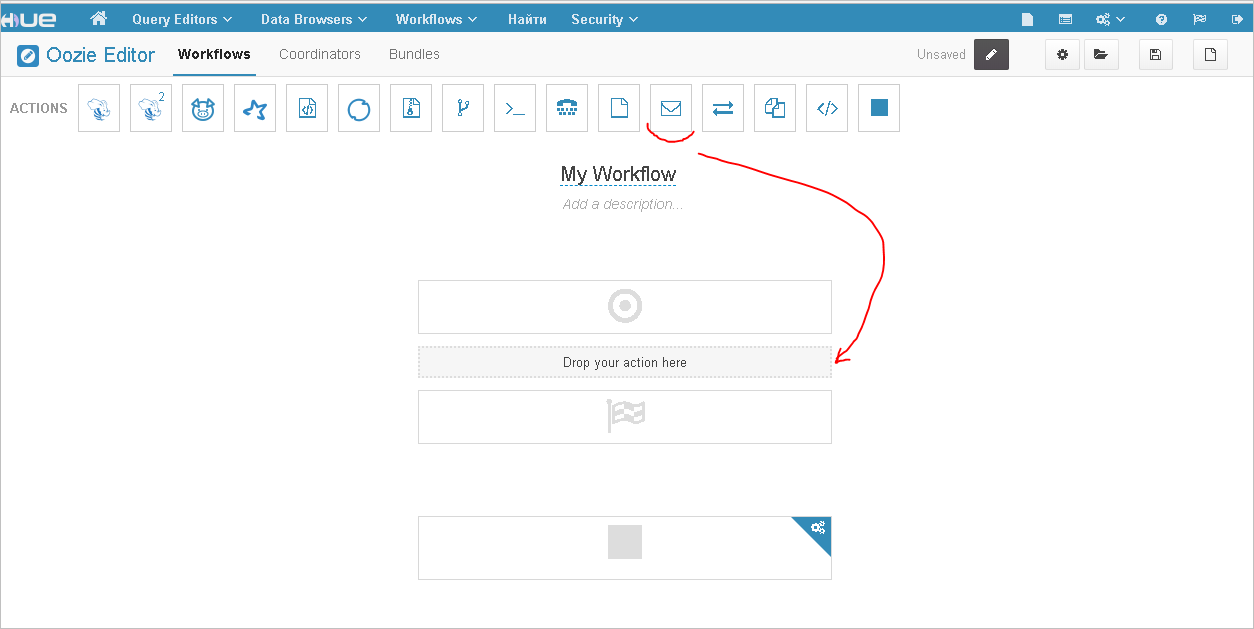 HUE Query Editors Data Browsers Workflows Найти Security
Oozie Editor Workflows Coordinators Bundles Unsaved
ACTIONS 2
My Workflow
Add a description...
Drop your action here